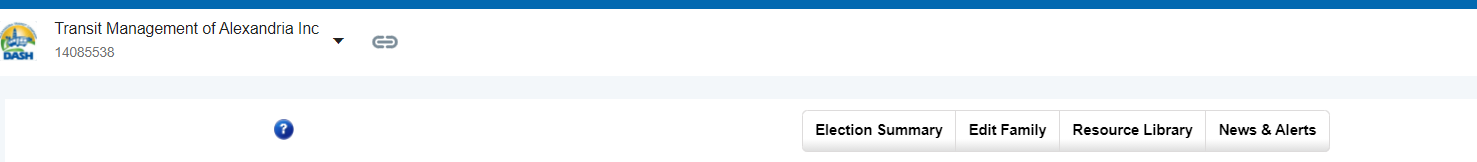 Transit Management of Alexandria Inc
14085538
DASH
?
Election Summary Edit Family Resource Library News & Alerts